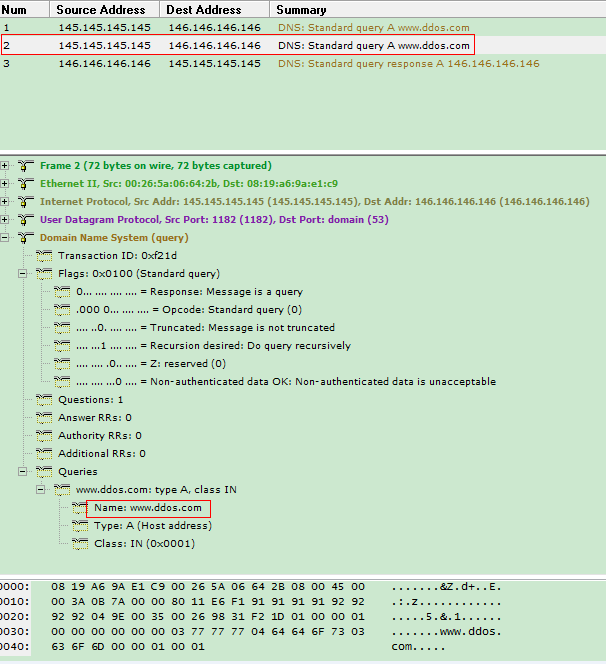 Num Source Address Dest Address Summary
1 145.145.145.145 146.146.146.146 DNS: Standard query A www.ddos.com
2 145.145.145.145 146.146.146.146 DNS: Standard query A www.ddos.com
3 146.146.146.146 145.145.145.145 DNS: Standard query response A 146.146.146.146
Frame 2 (72 bytes on wire, 72 bytes captured)
Ethernet II, Src: 00:26:5a:06:64:2b, Dst: 08:19:a6:9a:e1:c9
Internet Protocol, Src Addr: 145.145.145.145 (145.145.145.145), Dst Addr: 146.146.146.146 (146.146.146.146)
User Datagram Protocol, Src Port: 1182 (1182), Dst Port: domain (53)
Domain Name System (query)
Transaction ID: 0xf21d
Flags: 0x0100 (Standard query)
0... .... .... .... = Response: Message is a query
.000 0... .... .... = Opcode: Standard query (0)
.... ..0. .... .... = Truncated: Message is not truncated
.... ...1 .... .... = Recursion desired: Do query recursively
.... .... .0.. .... = Z: reserved (0)
.... .... ...0 .... = Non-authenticated data OK: Non-authenticated data is unacceptable
Questions: 1
Answer RRs: 0
Authority RRs: 0
Additional RRs: 0
Queries
www.ddos.com: type A, class IN
Name: www.ddos.com
Type: A (Host address)
Class: IN (0x0001)
0000: 08 19 A6 9A E1 C9 00 26 5A 06 64 2B 08 00 45 00 .......&Z.d+..E.
0010: 00 3A 0B 7A 00 00 80 11 E6 F1 91 91 91 91 92 92 .:.z............
0020: 92 92 04 9E 00 35 00 26 98 31 F2 1D 01 00 00 01 .....5.&.1......
0030: 00 00 00 00 00 00 03 77 77 77 04 64 64 6F 73 03 .......www.ddos
0040: 63 6F 6D 00 00 01 00 01 com.....